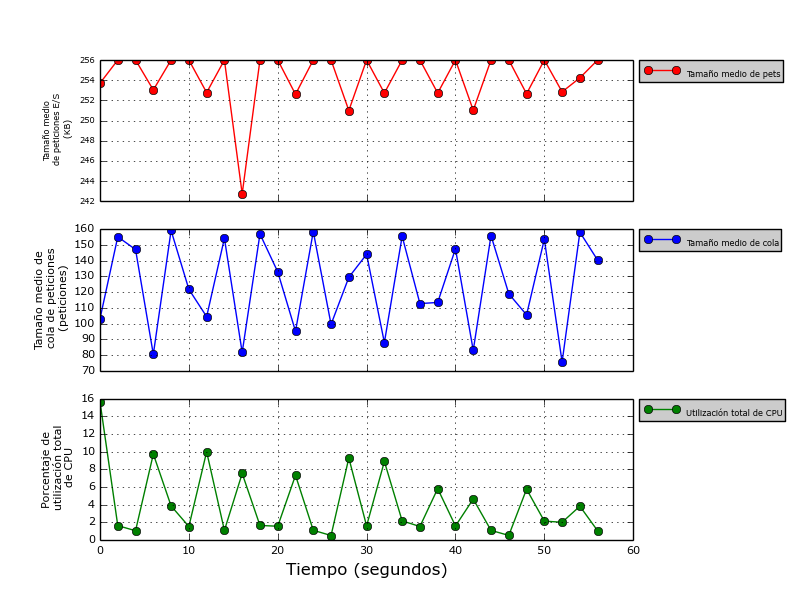 Tamaño medio
de peticiones E/S
(KB)
256
254
252
250
248
246
244
242
Tamaño medio de pets
Tamaño medio de
cola de peticiones
(peticiones)
160
150
140
130
120
110
100
90
80
70
Tamaño medio de cola
Porcentaje de
utilización total
de CPU
16
14
12
10
8
6
4
2
0
Utilización total de CPU
0 10 20 30 40 50 60
Tiempo (segundos)